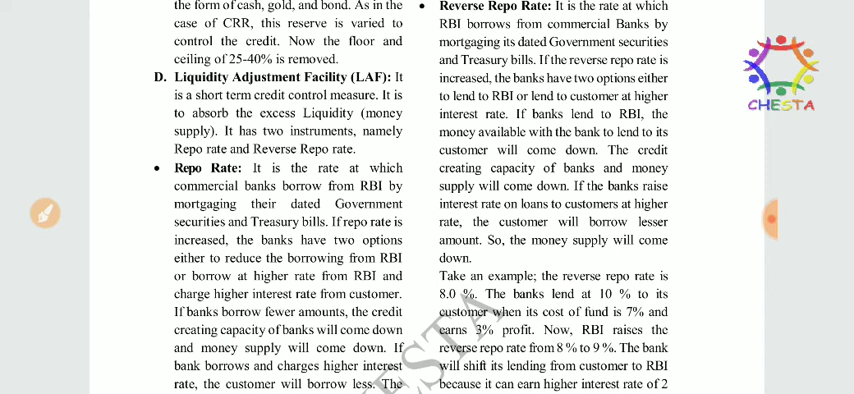 the form of cash, gold, and bond. As in the
case of CRR, this reserve is varied to
control the credit. Now the floor and
ceiling of 25-40% is removed.
D. Liquidity Adjustment Facility (LAF): It
is a short term credit control measure. It is
to absorb the excess Liquidity (money
supply). It has two instruments, namely
Repo rate and Reverse Repo rate.
• Repo Rate: It is the rate at which
commercial banks borrow from RBI by
mortgaging their dated Government
securities and Treasury bills. If repo rate is
increased, the banks have two options
either to reduce the borrowing from RBI
or borrow at higher rate from RBI and
charge higher interest rate from customer.
If banks borrow fewer amounts, the credit
creating capacity of banks will come down
and money supply will come down. If
bank borrows and charges higher interest
rate, the customer will borrow less. The
• Reverse Repo Rate: It is the rate at which
RBI borrows from commercial Banks by
mortgaging its dated Government securities
and Treasury bills. If the reverse repo rate is
increased, the banks have two options either
to lend to RBI or lend to customer at higher
interest rate. If banks lend to RBI, the
money available with the bank to lend to its
customer will come down. The credit
creating capacity of banks and money
supply will come down. If the banks raise
interest rate on loans to customers at higher
rate, the customer will borrow lesser
amount. So, the money supply will come
down.
Take an example; the reverse repo rate is
8.0 %. The banks lend at 10 % to its
customer when its cost of fund is 7% and
earns 3% profit. Now, RBI raises the
reverse repo rate from 8 % to 9 %. The bank
will shift its lending from customer to RBI
because it can earn higher interest rate of 2
CHESTA
ESTA